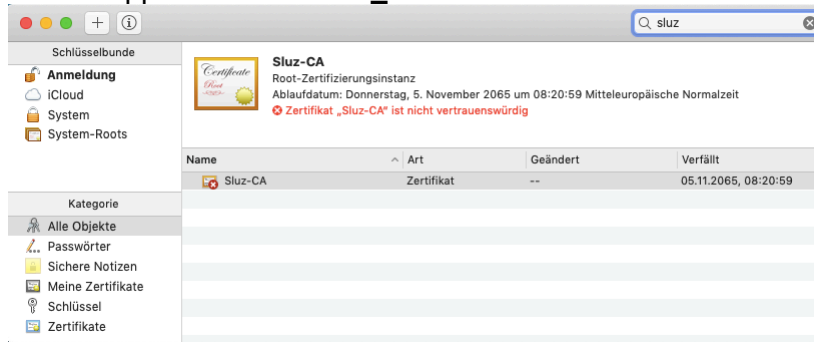 sluz
Schlüsselbunde
Anmeldung
iCloud
System
System-Roots
Certificate
Root
Sluz-CA
Root-Zertifizierungsinstanz
Ablaufdatum: Donnerstag, 5. November 2065 um 08:20:59 Mitteleuropäische Normalzeit
Zertifikat „Sluz-CA“ ist nicht vertrauenswürdig
Name Art Geändert Verfällt
Sluz-CA Zertifikat -- 05.11.2065, 08:20:59
Kategorie
Alle Objekte
Passwörter
Sichere Notizen
Meine Zertifikate
Schlüssel
Zertifikate